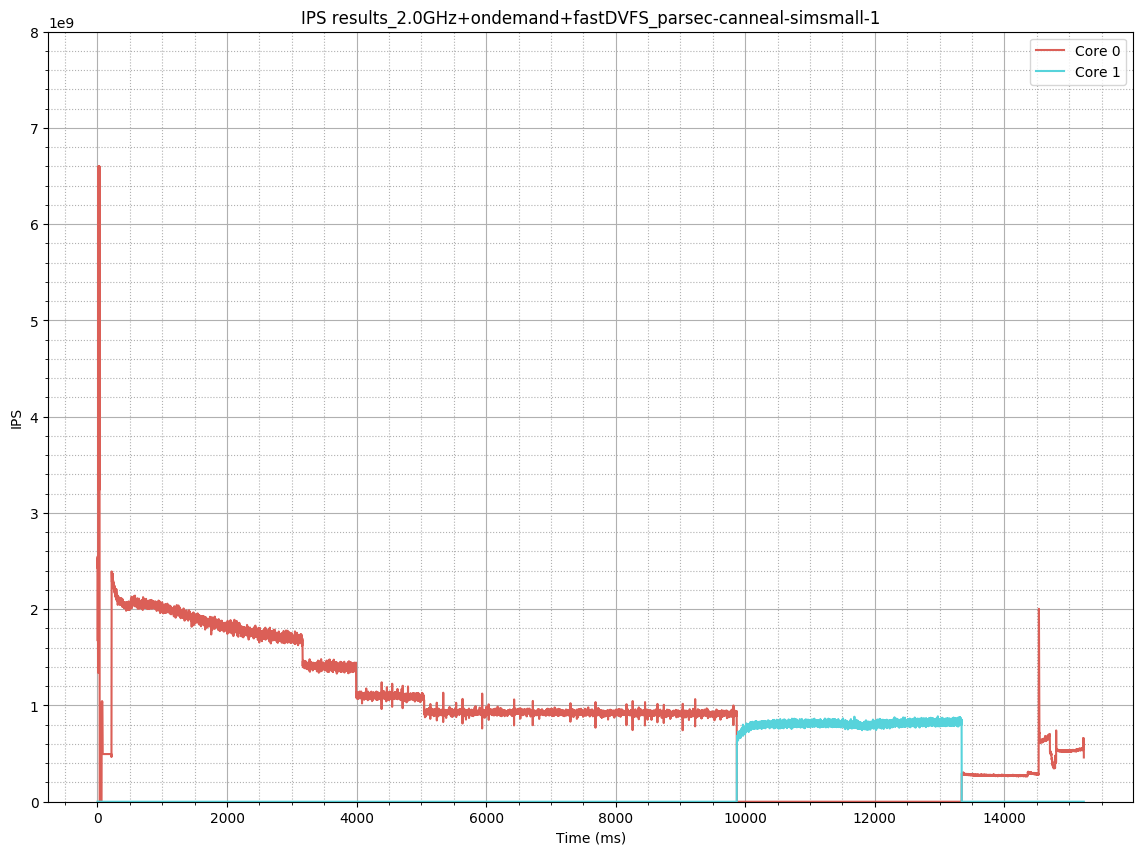 IPS results_2.0GHz+ondemand+fastDVFS_parsec-canneal-simsmall-1
1e9
Core 0
Core 1
8
7
6
5
4
3
2
1
0
IPS
0 2000 4000 6000 8000 10000 12000 14000
Time (ms)